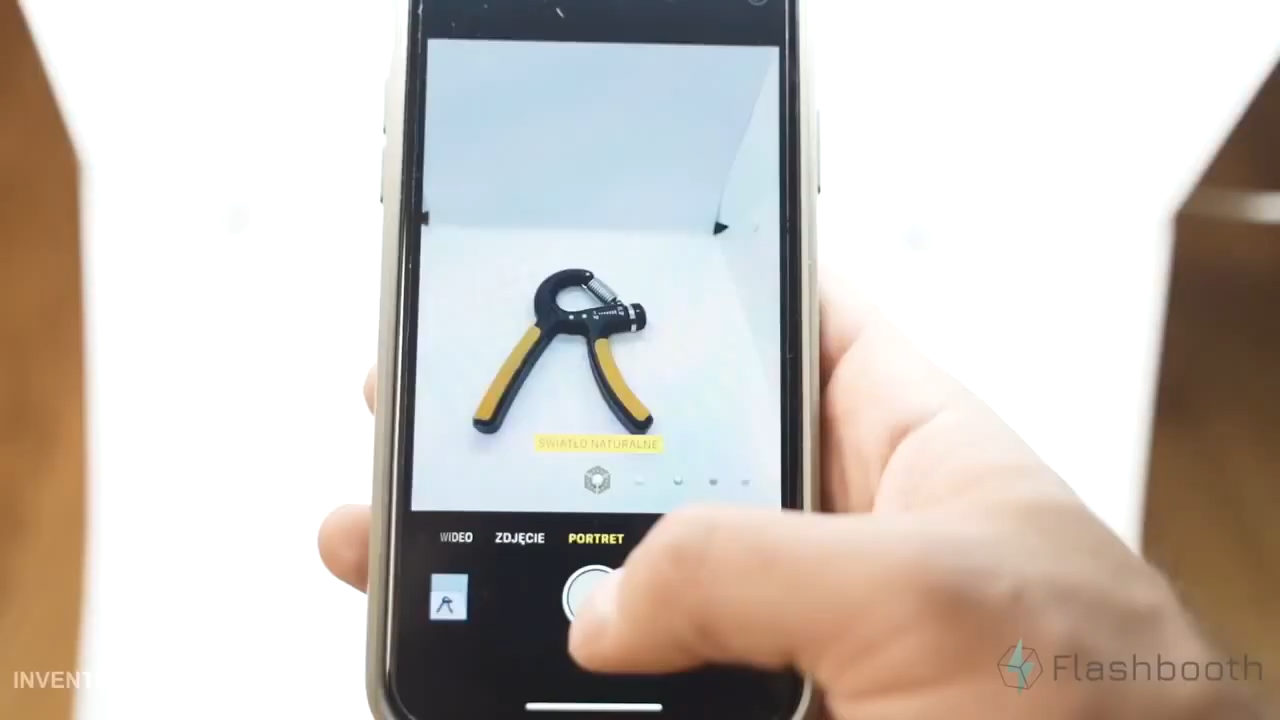 ŚWIATŁO NATURALNE
WIDEO ZDJĘCIE PORTRET
INVENT
Flashbooth